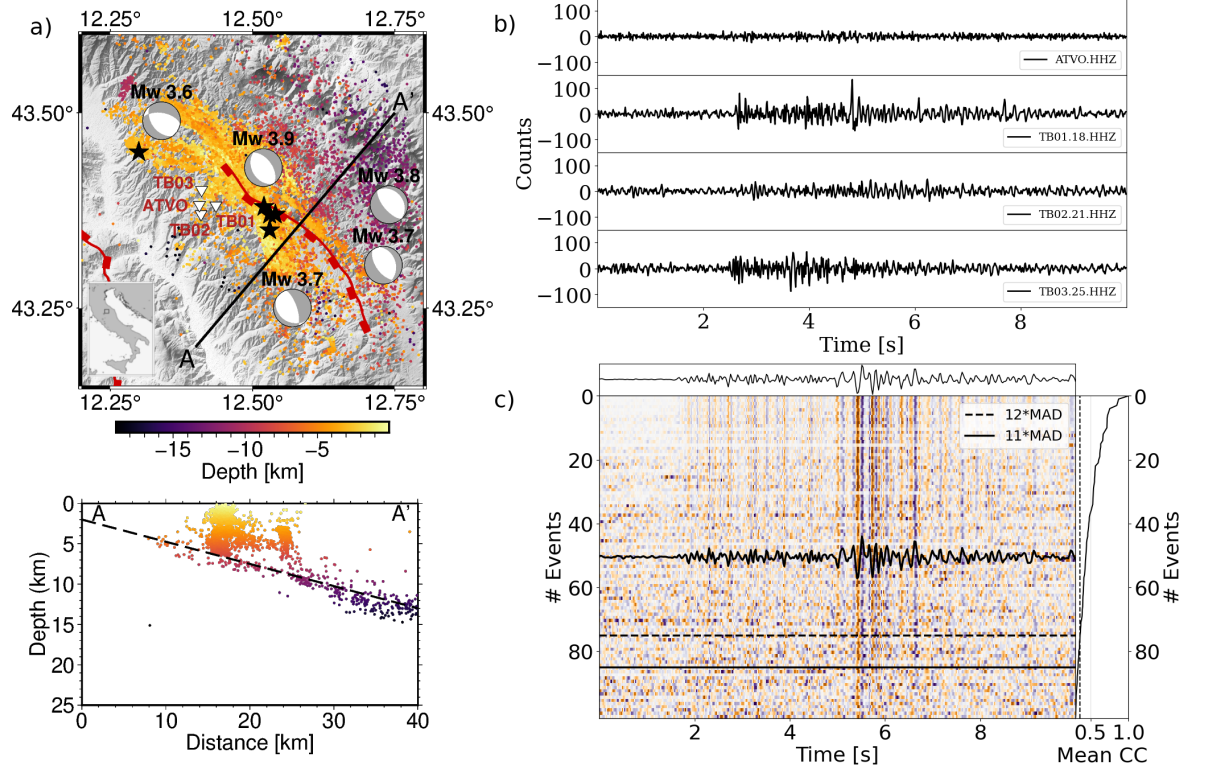 a)
12.25° 12.50° 12.75°
43.50° 43.50°
43.25° 43.25°
12.25° 12.50° 12.75°
Mw 3.6
Mw 3.9
Mw 3.8
Mw 3.7
Mw 3.7
A'
A
TB03
ATVO
TB01
TB02
−15 −10 −5
Depth [km]
A A'
0
5
10
15
20
25
Depth (km)
0 10 20 30 40
Distance [km]
b)
100
0
−100
ATVO.HHZ
100
0
−100
TB01.18.HHZ
100
0
−100
TB02.21.HHZ
100
0
−100
TB03.25.HHZ
Counts
2 4 6 8
Time [s]
c)
12*MAD
11*MAD
0
20
40
60
80
# Events
2 4 6 8
Time [s]
0
20
40
60
80
# Events
0.5 1.0
Mean CC